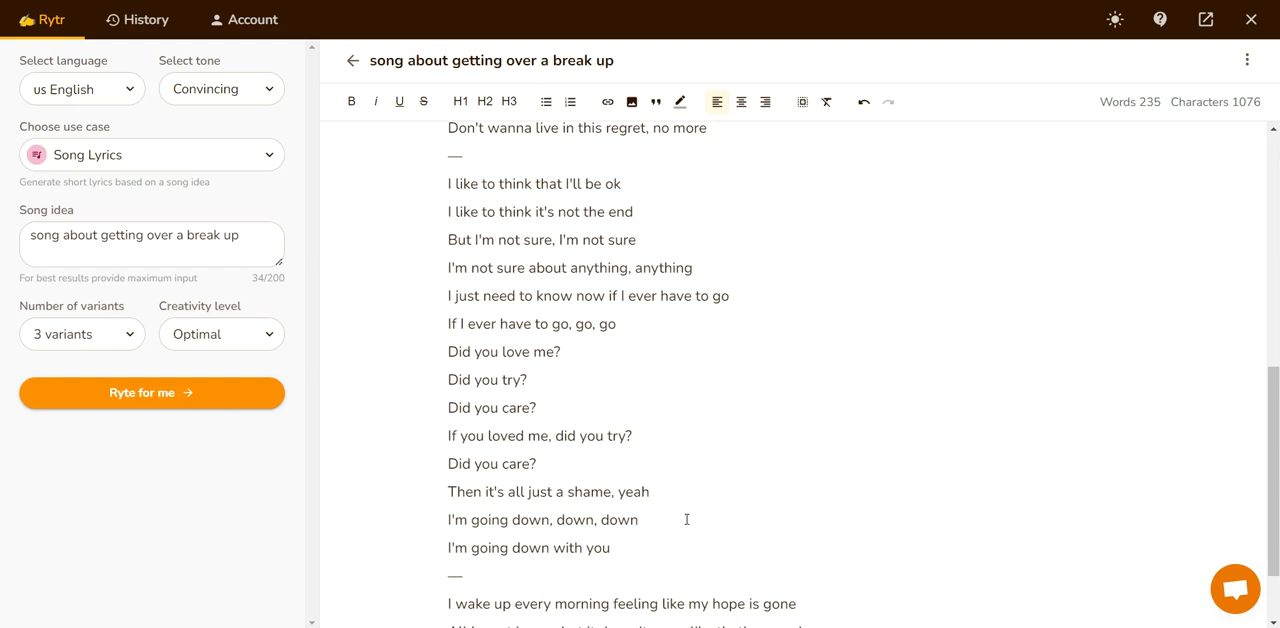 Rytr History Account
song about getting over a break up
Select language Select tone
us English Convincing
B i U S H1 H2 H3 Words 235 Characters 1076
Choose use case
Song Lyrics
Generate short lyrics based on a song idea
Song idea
song about getting over a break up
For best results provide maximum input 34/200
Number of variants Creativity level
3 variants Optimal
Ryte for me →
Don't wanna live in this regret, no more
—
I like to think that I'll be ok
I like to think it's not the end
But I'm not sure, I'm not sure
I'm not sure about anything, anything
I just need to know now if I ever have to go
If I ever have to go, go, go
Did you love me?
Did you try?
Did you care?
If you loved me, did you try?
Did you care?
Then it's all just a shame, yeah
I'm going down, down, down
I'm going down with you
—
I wake up every morning feeling like my hope is gone